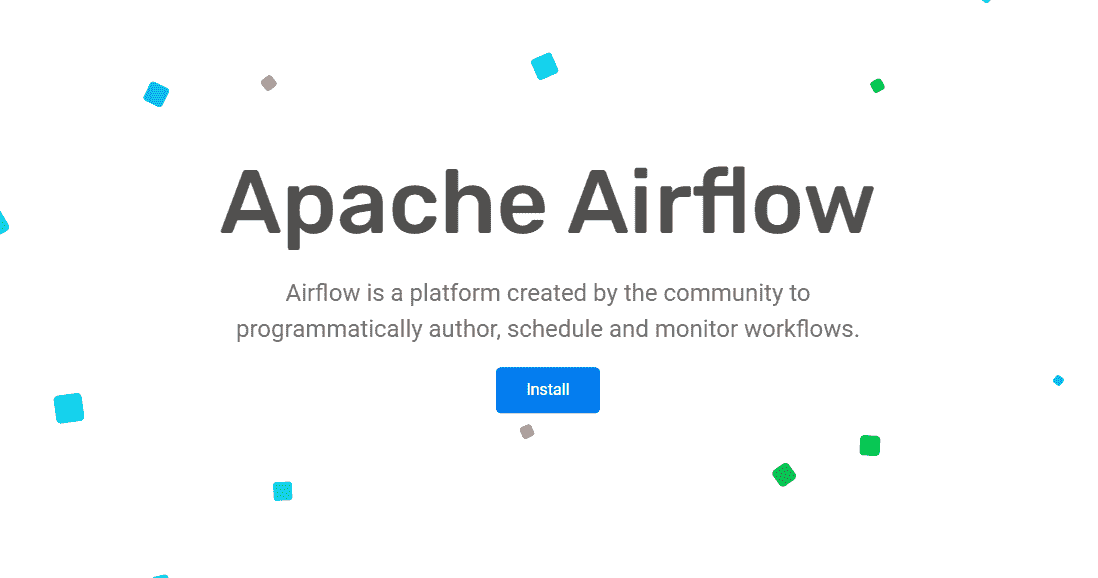 Apache Airflow
Airflow is a platform created by the community to
programmatically author, schedule and monitor workflows.
Install